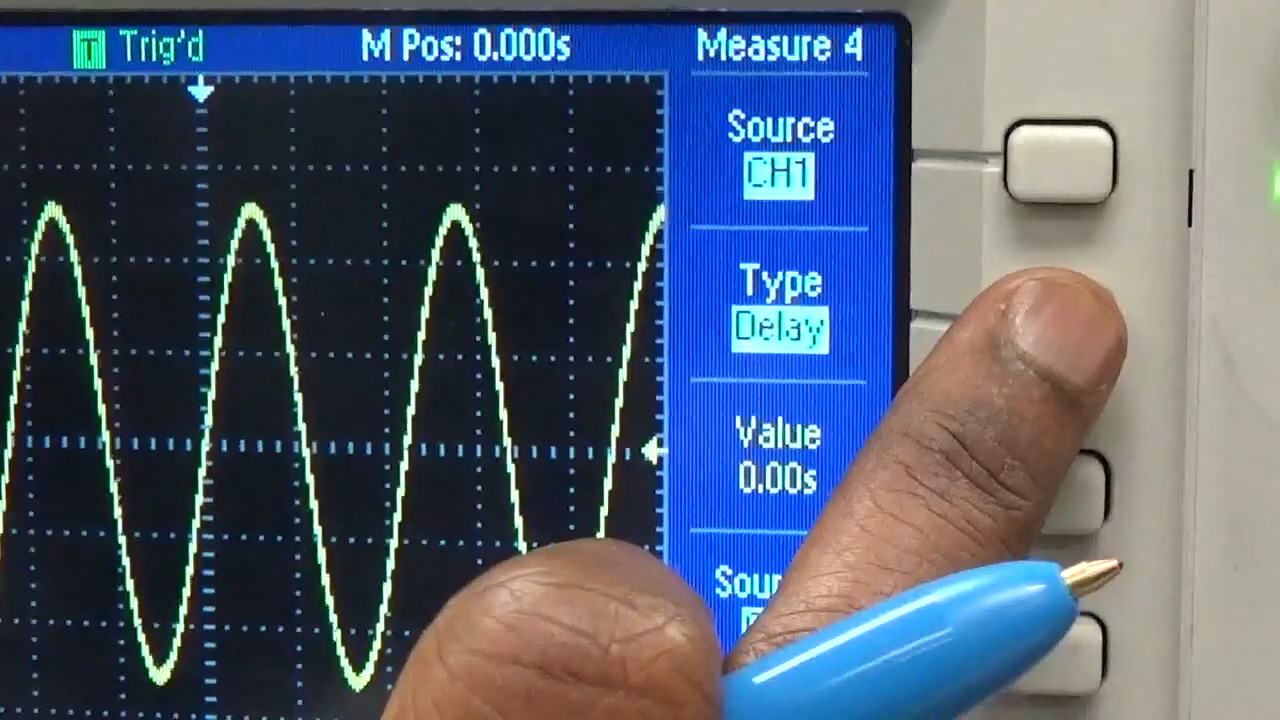 T Trig'd M Pos: 0.000s Measure 4
Source
CH1
Type
Delay
Value
0.00s